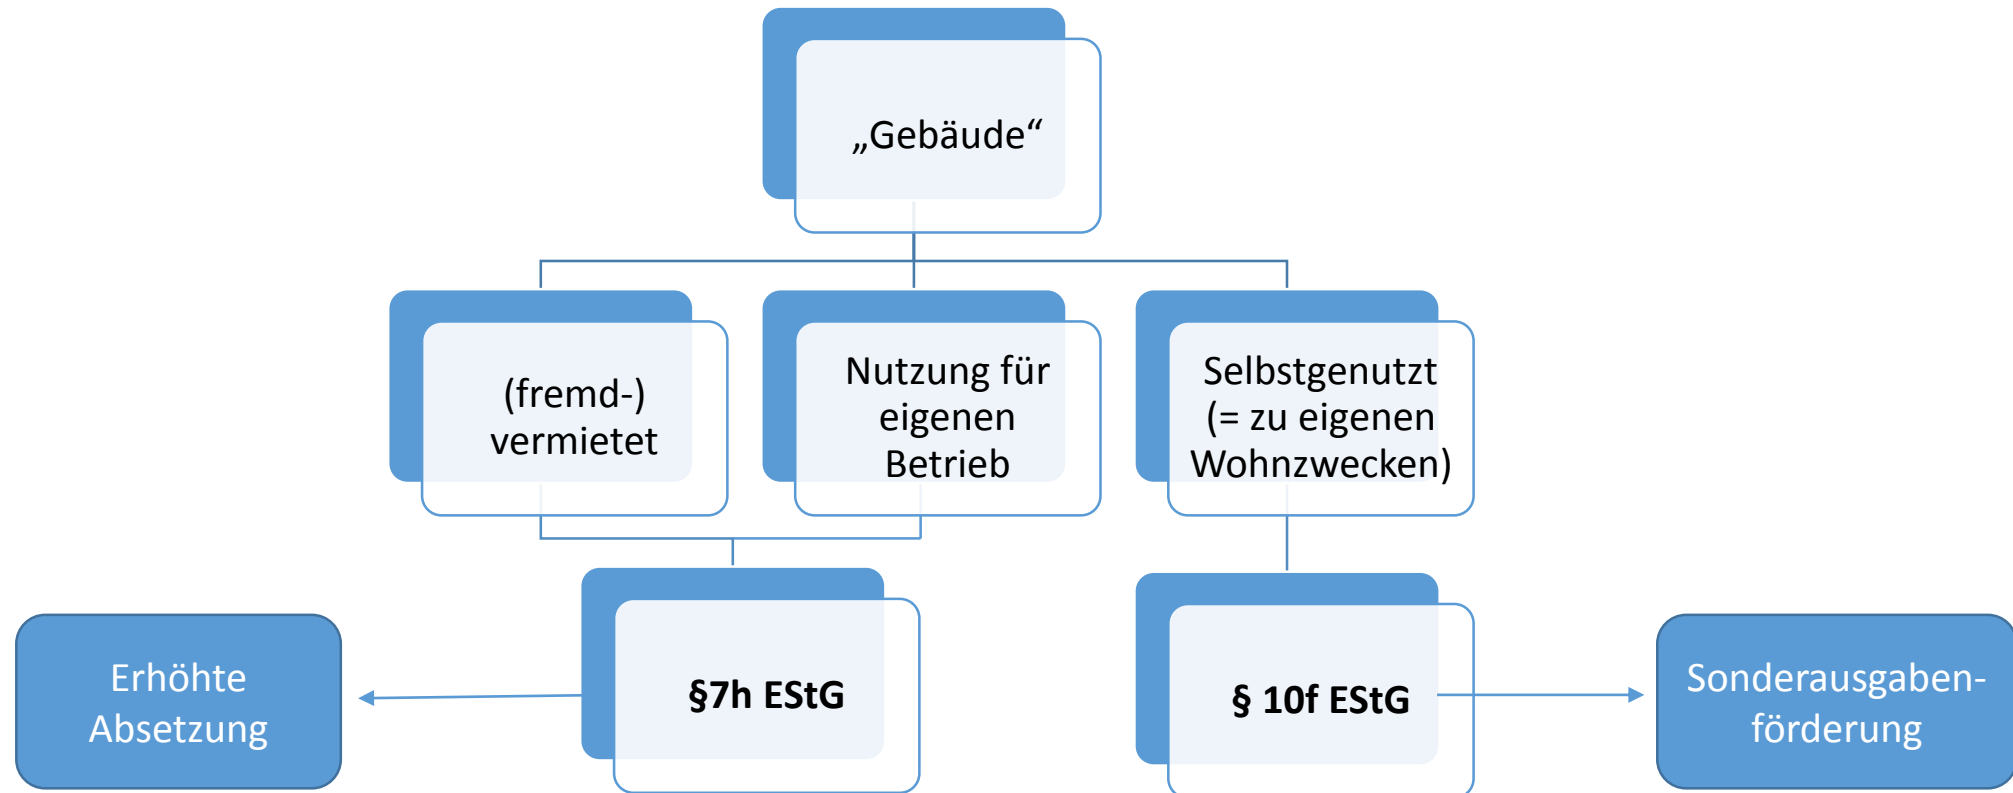 „Gebäude“
(fremd-)
vermietet
Nutzung für
eigenen
Betrieb
Selbstgenutzt
(= zu eigenen
Wohnzwecken)
Erhöhte
Absetzung
§7h EStG
§ 10f EStG
Sonderausgaben-
förderung